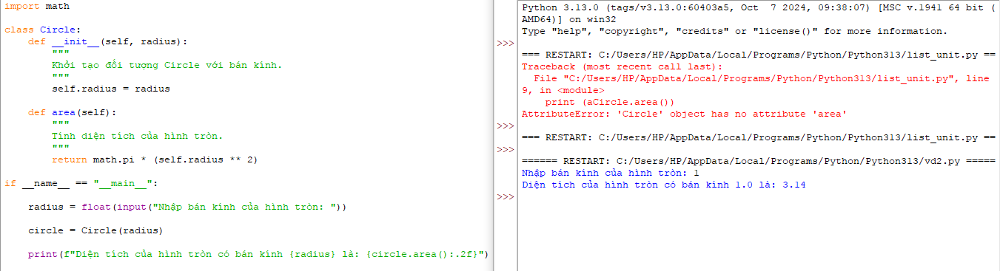 import math
class Circle:
    def __init__(self, radius):
        """
        Khởi tạo đối tượng Circle với bán kính.
        """
        self.radius = radius
    def area(self):
        """
        Tính diện tích của hình tròn.
        """
        return math.pi * (self.radius ** 2)
if __name__ == "__main__":
    radius = float(input("Nhập bán kính của hình tròn: "))
    circle = Circle(radius)
    print(f"Diện tích của hình tròn có bán kính {radius} là: {circle.area():.2f}")
Python 3.13.0 (tags/v3.13.0:60403a5, Oct  7 2024, 09:38:07) [MSC v.1941 64 bit (
AMD64)] on win32
Type "help", "copyright", "credits" or "license()" for more information.
>>>
=== RESTART: C:/Users/HP/AppData/Local/Programs/Python/Python313/list_unit.py ==
Traceback (most recent call last):
  File "C:/Users/HP/AppData/Local/Programs/Python/Python313/list_unit.py", line
9, in <module>
    print (aCircle.area())
AttributeError: 'Circle' object has no attribute 'area'
>>>
=== RESTART: C:/Users/HP/AppData/Local/Programs/Python/Python313/list_unit.py ==
>>>
====== RESTART: C:/Users/HP/AppData/Local/Programs/Python/Python313/vd2.py =====
Nhập bán kính của hình tròn: 1
Diện tích của hình tròn có bán kính 1.0 là: 3.14
>>>